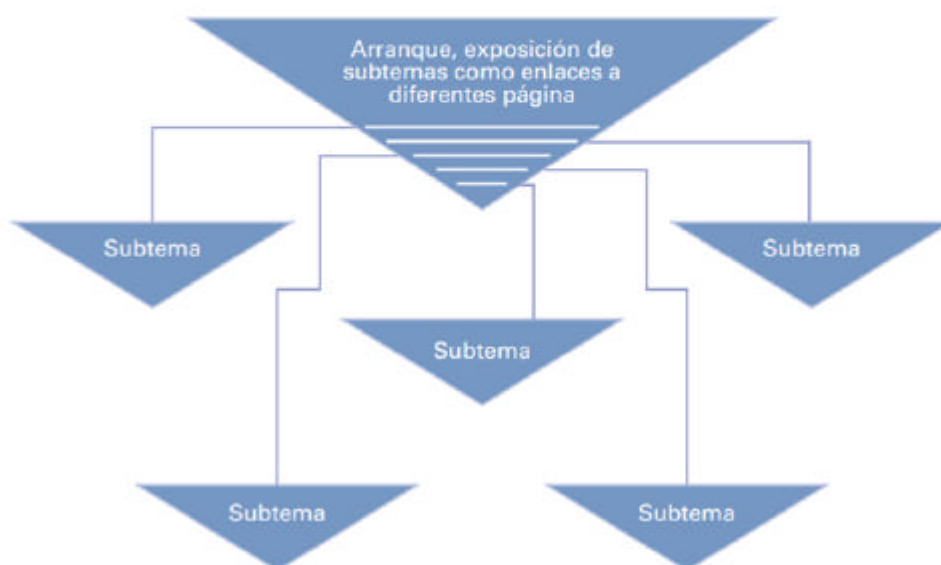 Arranque, exposición de
subtemas como enlaces a
diferentes página
Subtema
Subtema
Subtema
Subtema
Subtema